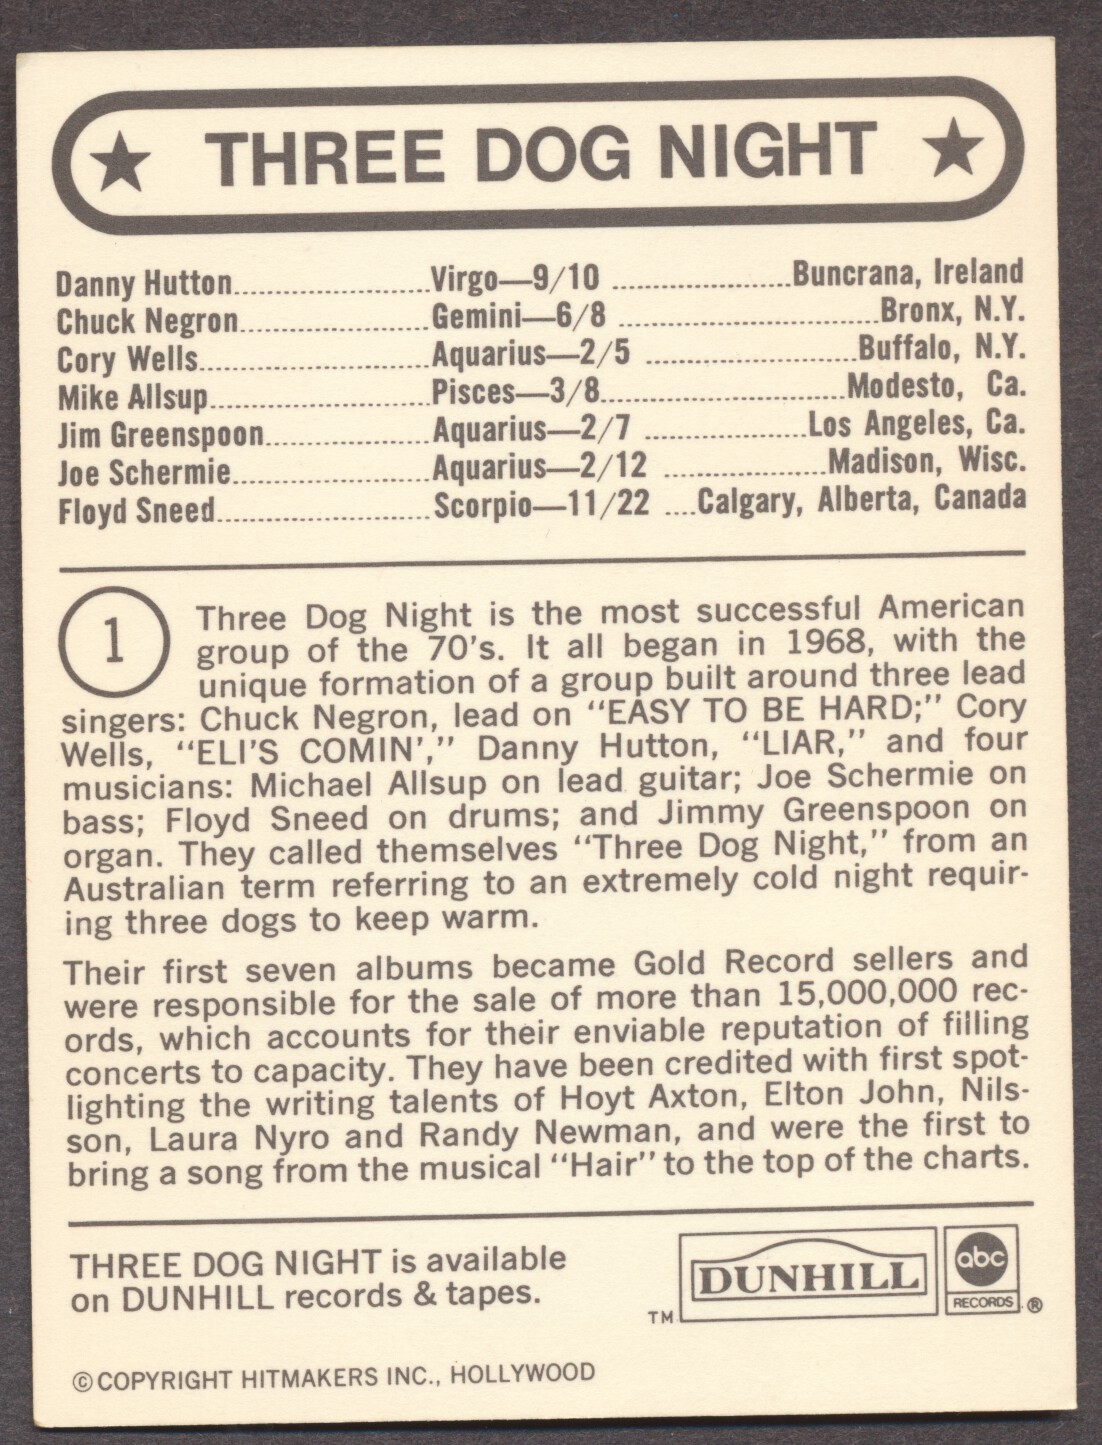 ★ THREE DOG NIGHT ★
Danny Hutton....................Virgo—9/10 ..................Buncrana, Ireland
Chuck Negron...................Gemini—6/8 ..........................Bronx, N.Y.
Cory Wells.......................Aquarius—2/5 .....................Buffalo, N.Y.
Mike Allsup......................Pisces—3/8........................Modesto, Ca.
Jim Greenspoon................Aquarius—2/7 ................Los Angeles, Ca.
Joe Schermie....................Aquarius—2/12 ................Madison, Wisc.
Floyd Sneed.....................Scorpio—11/22 ....Calgary, Alberta, Canada
1
Three Dog Night is the most successful American
group of the 70's. It all began in 1968, with the
unique formation of a group built around three lead
singers: Chuck Negron, lead on “EASY TO BE HARD;” Cory
Wells, “ELI'S COMIN',” Danny Hutton, “LIAR,” and four
musicians: Michael Allsup on lead guitar; Joe Schermie on
bass; Floyd Sneed on drums; and Jimmy Greenspoon on
organ. They called themselves “Three Dog Night,” from an
Australian term referring to an extremely cold night requir-
ing three dogs to keep warm.
Their first seven albums became Gold Record sellers and
were responsible for the sale of more than 15,000,000 rec-
ords, which accounts for their enviable reputation of filling
concerts to capacity. They have been credited with first spot-
lighting the writing talents of Hoyt Axton, Elton John, Nils-
son, Laura Nyro and Randy Newman, and were the first to
bring a song from the musical “Hair” to the top of the charts.
THREE DOG NIGHT is available
on DUNHILL records & tapes.
TM DUNHILL
abc
RECORDS ®
© COPYRIGHT HITMAKERS INC., HOLLYWOOD